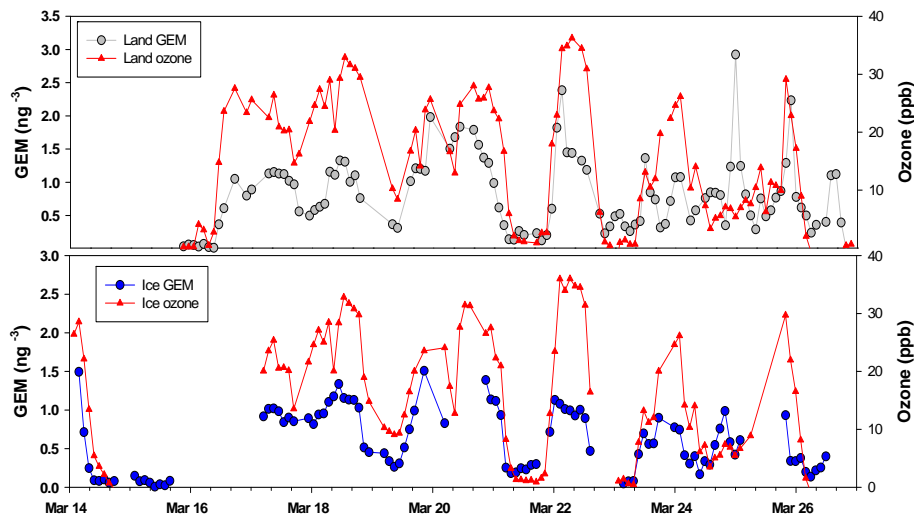 3.5
3.0
2.5
2.0
1.5
1.0
0.5
GEM (ng -3)
Land GEM
Land ozone
40
30
20
10
0
Ozone (ppb)
3.0
2.5
2.0
1.5
1.0
0.5
0.0
GEM (ng -3)
Ice GEM
Ice ozone
40
30
20
10
0
Ozone (ppb)
Mar 14 Mar 16 Mar 18 Mar 20 Mar 22 Mar 24 Mar 26